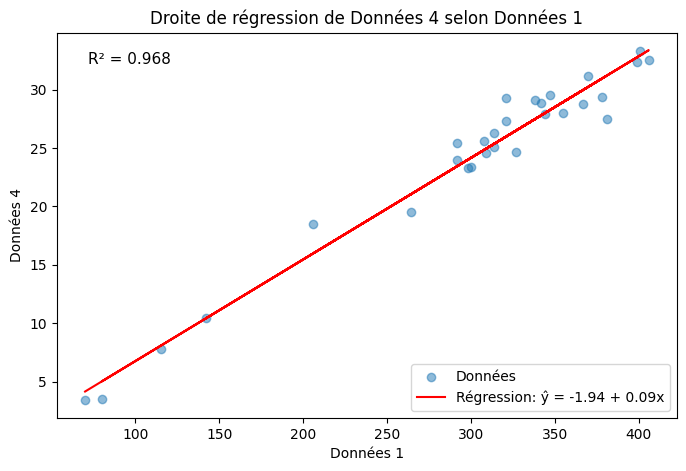 Droite de régression de Données 4 selon Données 1
R² = 0.968
Données 4
30
25
20
15
10
5
Données
Régression: ŷ = -1.94 + 0.09x
100 150 200 250 300 350 400
Données 1